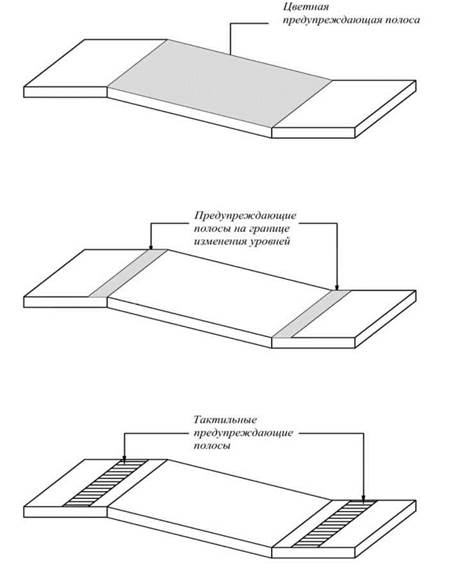 Цветная
предупреждающая полоса
Предупреждающие
полосы на границе
изменения уровней
Тактильные
предупреждающие
полосы